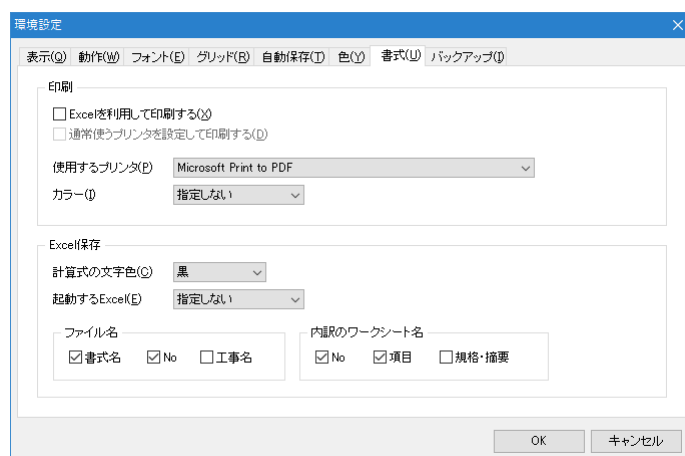 環境設定
表示(Q) 動作(W) フォント(E) グリッド(R) 自動保存(T) 色(Y) 書式(U) バックアップ(I)
印刷
Excelを利用して印刷する(X)
通常使うプリンタを設定して印刷する(D)
使用するプリンタ(P) Microsoft Print to PDF
カラー(I) 指定しない
Excel保存
計算式の文字色(C) 黒
起動するExcel(E) 指定しない
ファイル名 内訳のワークシート名
書式名 No 工事名 No 項目 規格・摘要
OK キャンセル